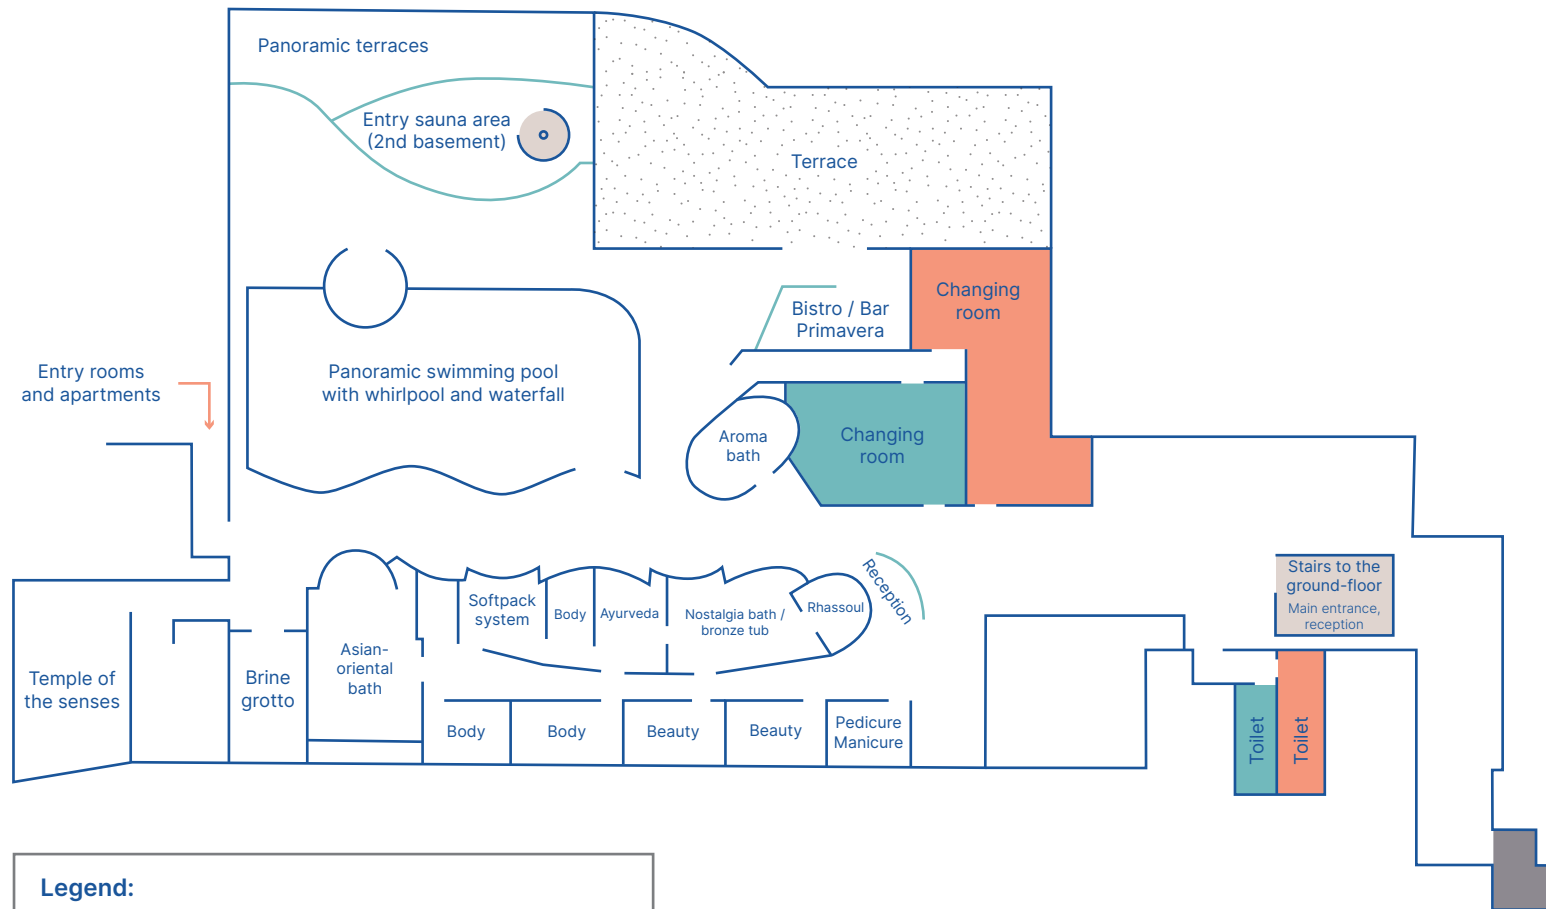 Panoramic terraces
Entry sauna area
(2nd basement)
Terrace
Changing
room
Bistro / Bar
Primavera
Entry rooms
and apartments
Panoramic swimming pool
with whirlpool and waterfall
Aroma
bath
Changing
room
Reception
Stairs to the
ground-floor
Main entrance,
reception
Softpack
system
Body
Ayurveda
Nostalgia bath /
bronze tub
Rhassoul
Asian-
oriental
bath
Temple of
the senses
Brine
grotto
Body
Body
Beauty
Beauty
Pedicure
Manicure
Toilet
Toilet
Legend: